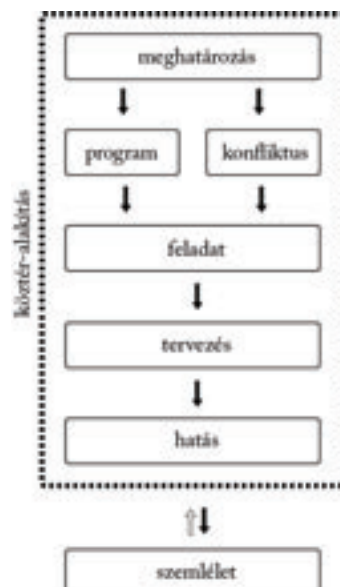 meghatározás
program
konfliktus
feladat
tervezés
hatás
köztér-alakítás
szemlélet